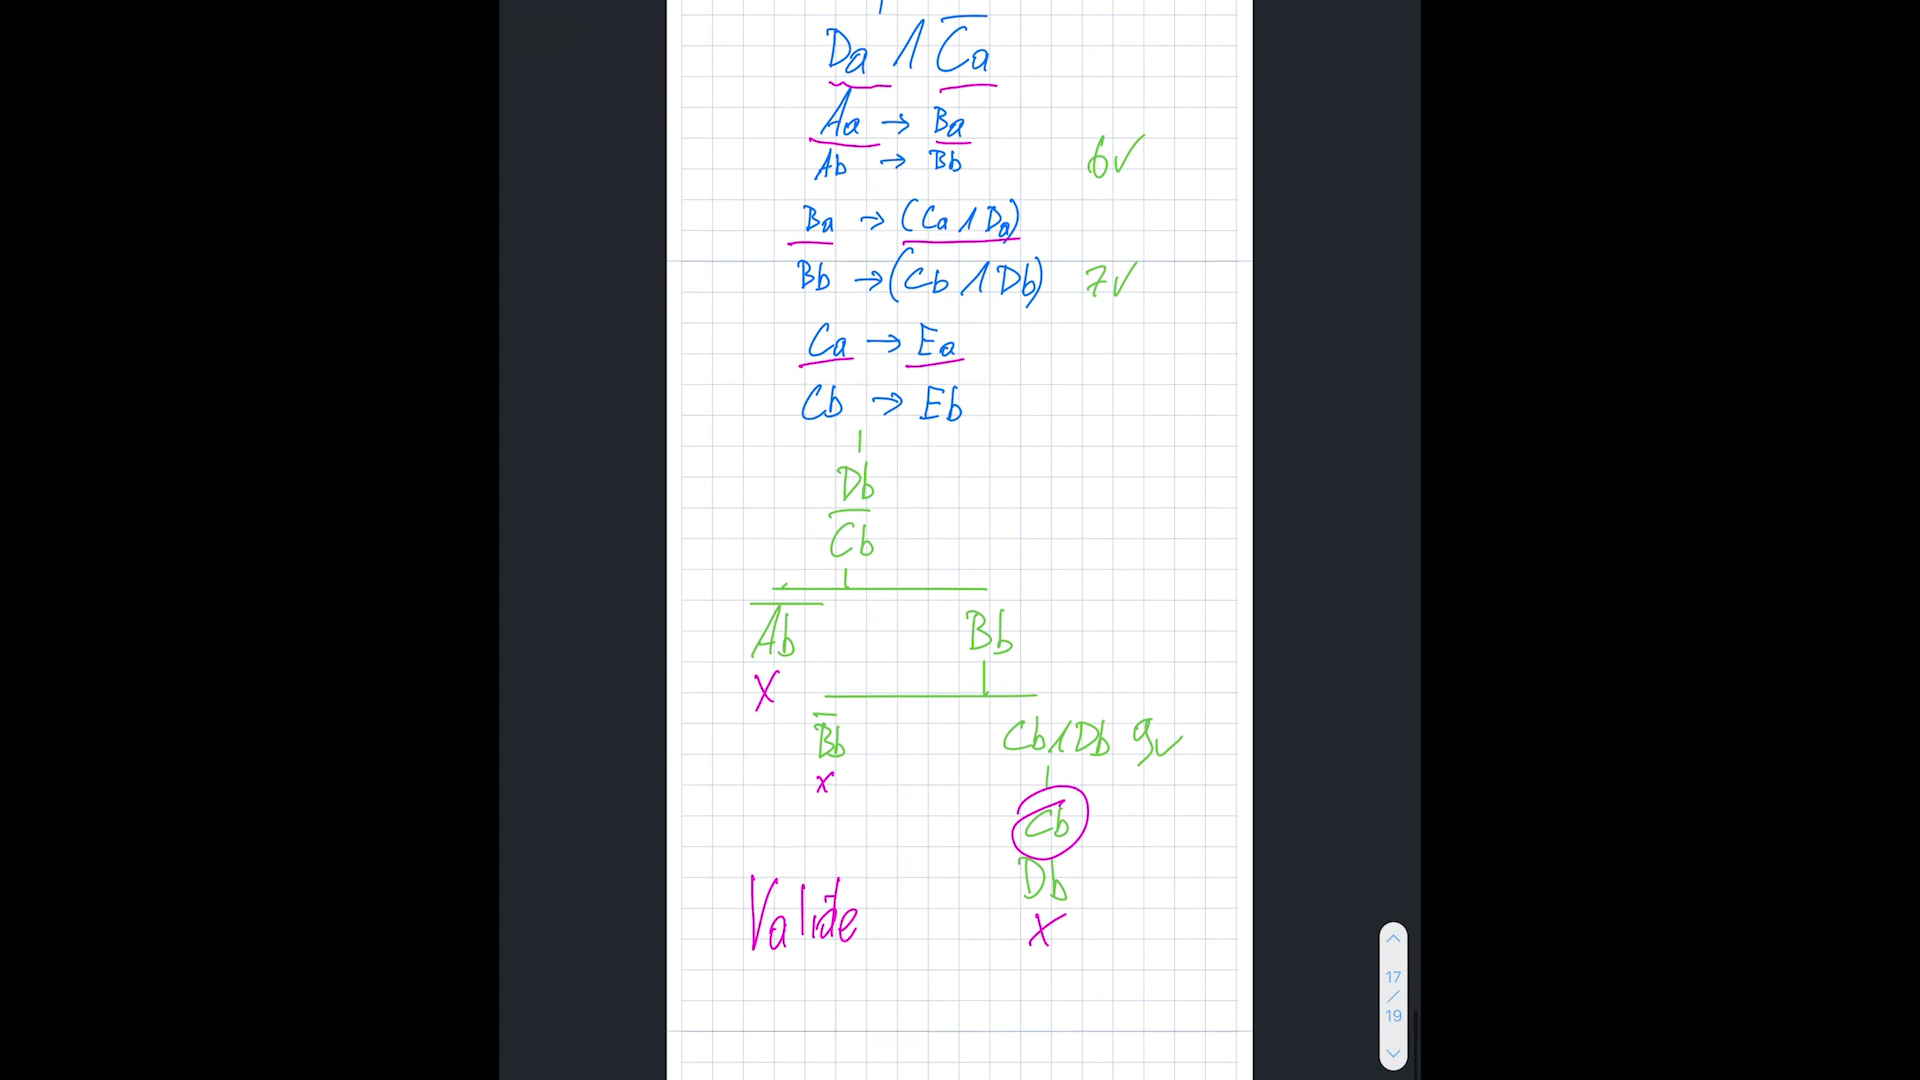 Da ∧ C̅a̅
Aa → Ba
Ab → Bb 6✓
Ba → (Ca ∧ Da)
Bb → (Cb ∧ Db) 7✓
Ca → Ea
Cb → Eb
Db
C̅b̅
A̅b̅ Bb
X
B̅b̅ Cb ∧ Db 9✓
x
Cb
Db
X
Valide
17
/
19